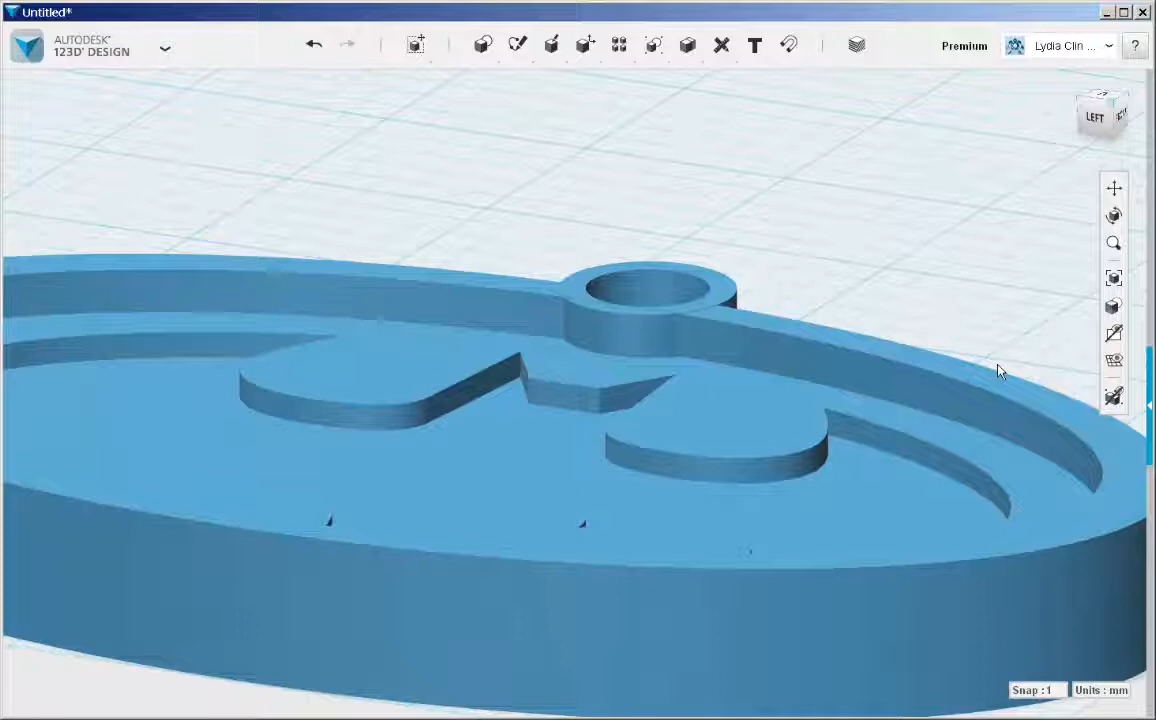 Untitled*
AUTODESK®
123D® DESIGN
Premium
Lydia Clin ...
?
LEFT
Snap : 1
Units : mm